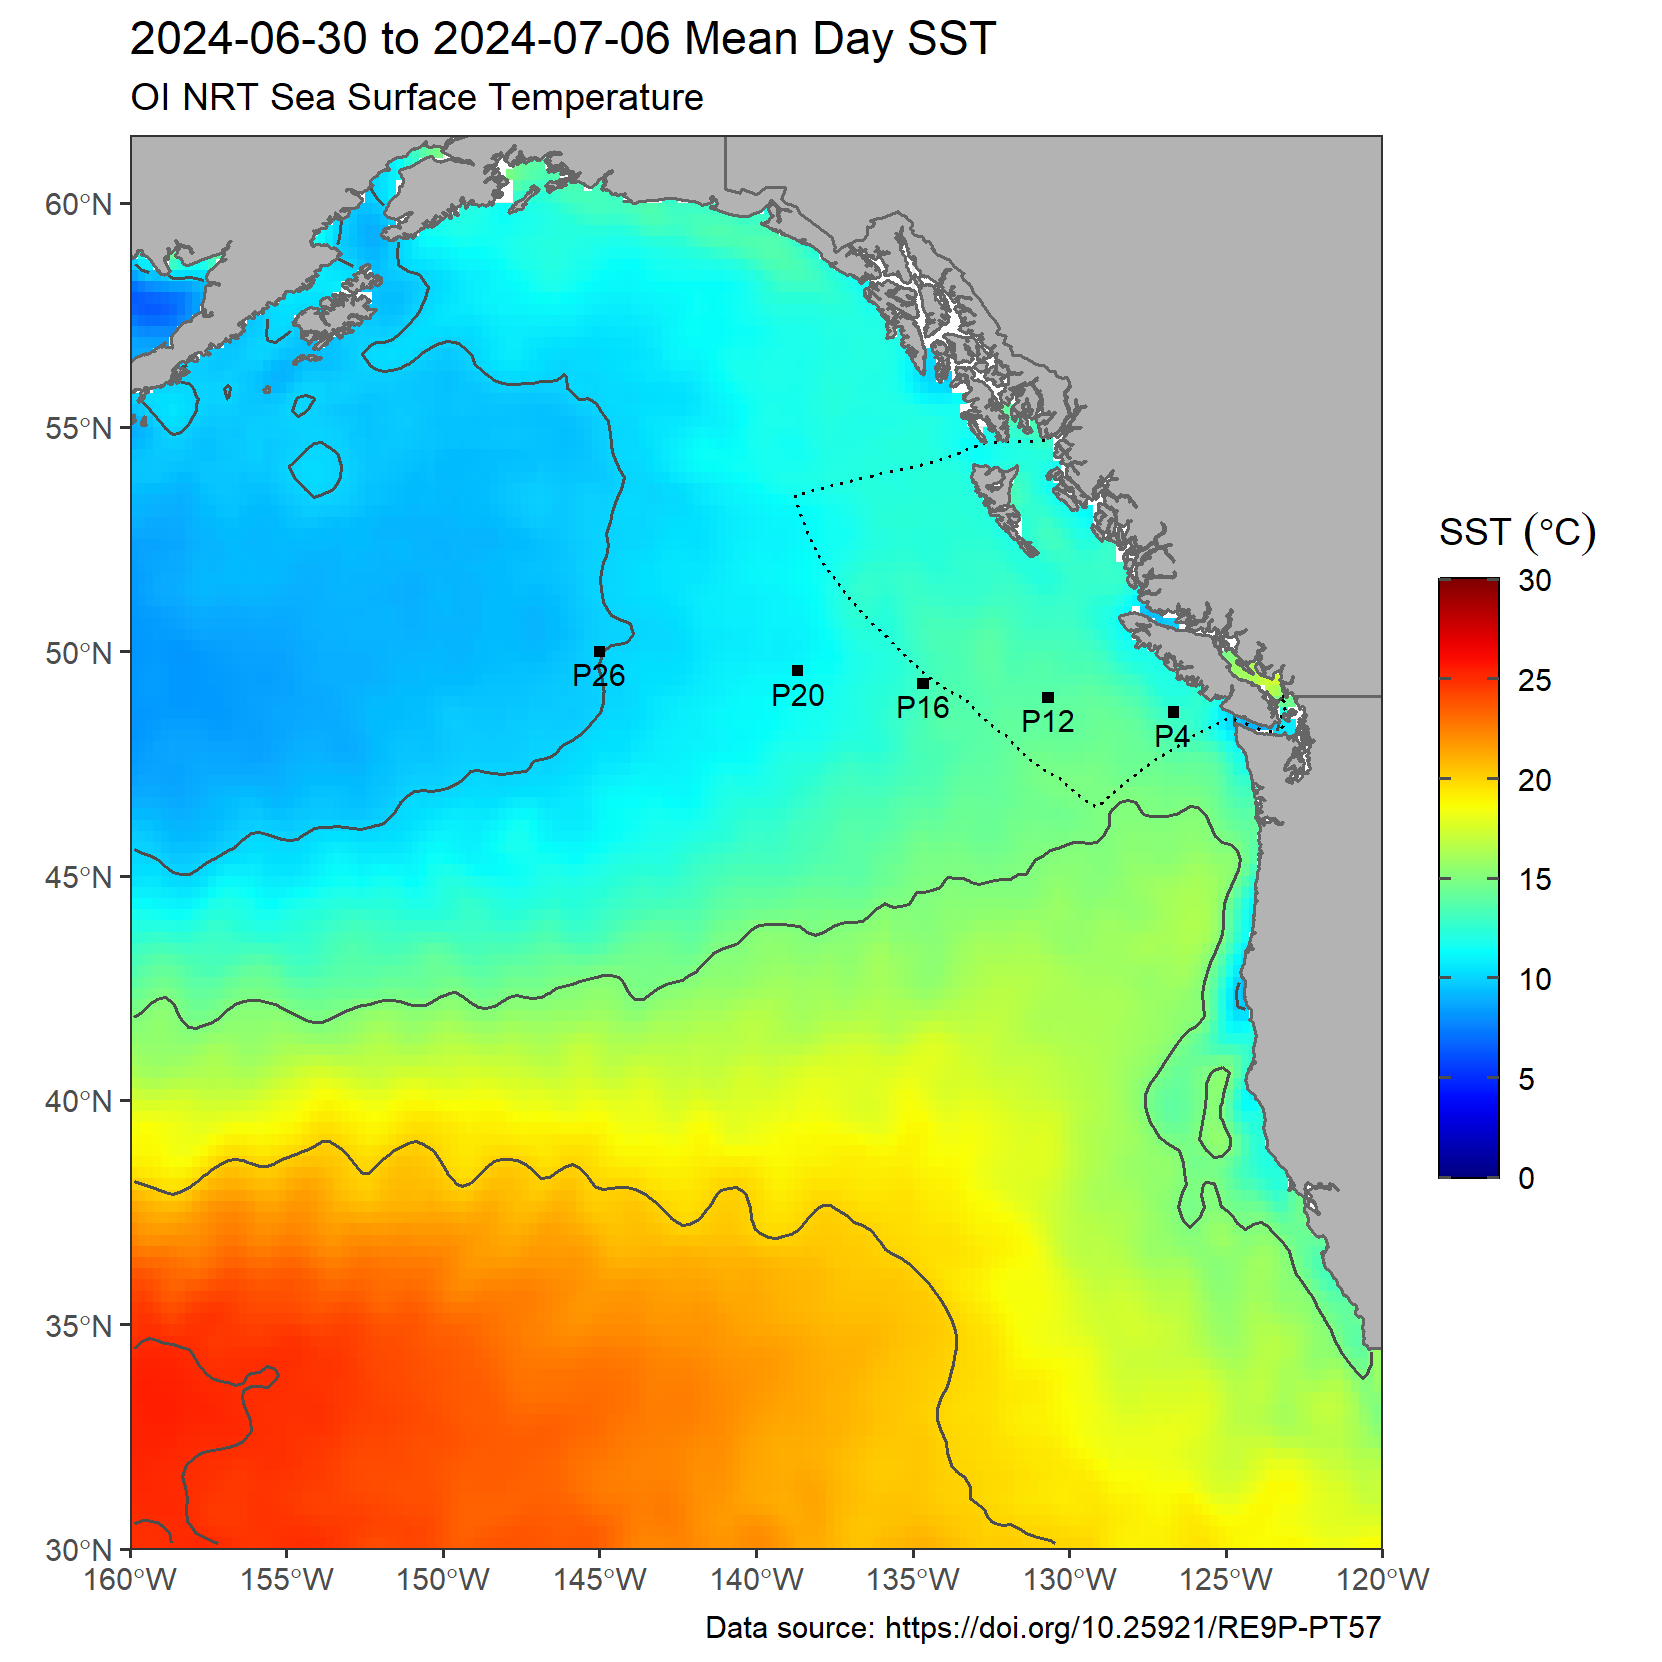 2024-06-30 to 2024-07-06 Mean Day SST
OI NRT Sea Surface Temperature
60°N
55°N
50°N
45°N
40°N
35°N
30°N
P26
P20
P16
P12
P4
160°W
155°W
150°W
145°W
140°W
135°W
130°W
125°W
120°W
SST (°C)
30
25
20
15
10
5
0
Data source: https://doi.org/10.25921/RE9P-PT57